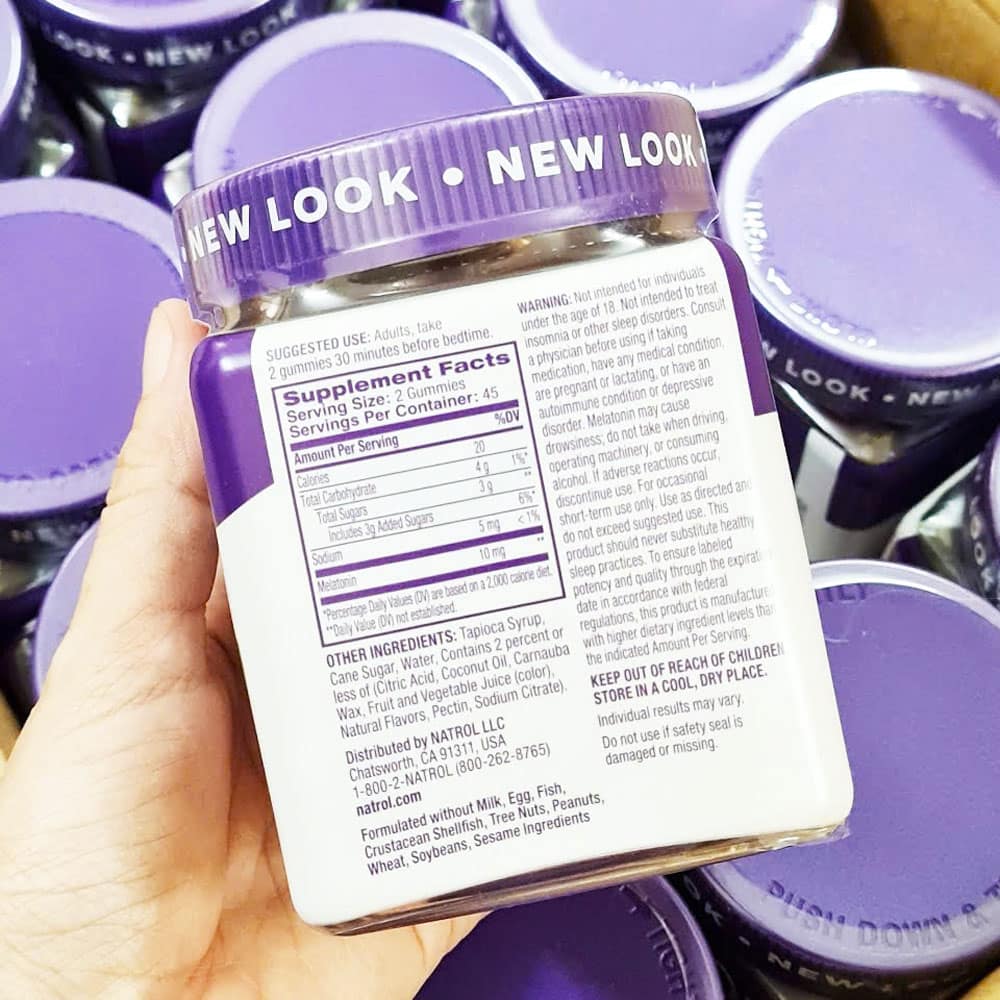 LOOK • NEW LOOK
NEW LOOK • NEW LOOK
SUGGESTED USE: Adults, take
2 gummies 30 minutes before bedtime.
Supplement Facts
Serving Size: 2 Gummies
Servings Per Container: 45
Amount Per Serving %DV
Calories 20
Total Carbohydrate 4 g 1%*
Total Sugars 3 g **
Includes 3g Added Sugars 6%*
Sodium 5 mg < 1%
Melatonin 10 mg **
*Percentage Daily Values (DV) are based on a 2,000 calorie diet.
**Daily Value (DV) not established.
OTHER INGREDIENTS: Tapioca Syrup,
Cane Sugar, Water, Contains 2 percent or
less of (Citric Acid, Coconut Oil, Carnauba
Wax, Fruit and Vegetable Juice (color),
Natural Flavors, Pectin, Sodium Citrate).
Distributed by NATROL LLC
Chatsworth, CA 91311, USA
1-800-2-NATROL (800-262-8765)
natrol.com
Formulated without Milk, Egg, Fish,
Crustacean Shellfish, Tree Nuts, Peanuts,
Wheat, Soybeans, Sesame Ingredients
WARNING: Not intended for individuals
under the age of 18. Not intended to treat
insomnia or other sleep disorders. Consult
a physician before using if taking
medication, have any medical condition,
are pregnant or lactating, or have an
autoimmune condition or depressive
disorder. Melatonin may cause
drowsiness; do not take when driving,
operating machinery, or consuming
alcohol. If adverse reactions occur,
discontinue use. For occasional
short-term use only. Use as directed and
do not exceed suggested use. This
product should never substitute healthy
sleep practices. To ensure labeled
potency and quality through the expirat
date in accordance with federal
regulations, this product is manufacture
with higher dietary ingredient levels than
the indicated Amount Per Serving.
KEEP OUT OF REACH OF CHILDREN
STORE IN A COOL, DRY PLACE.
Individual results may vary.
Do not use if safety seal is
damaged or missing.
LOOK • NEW
PUSH DOWN &
NEW